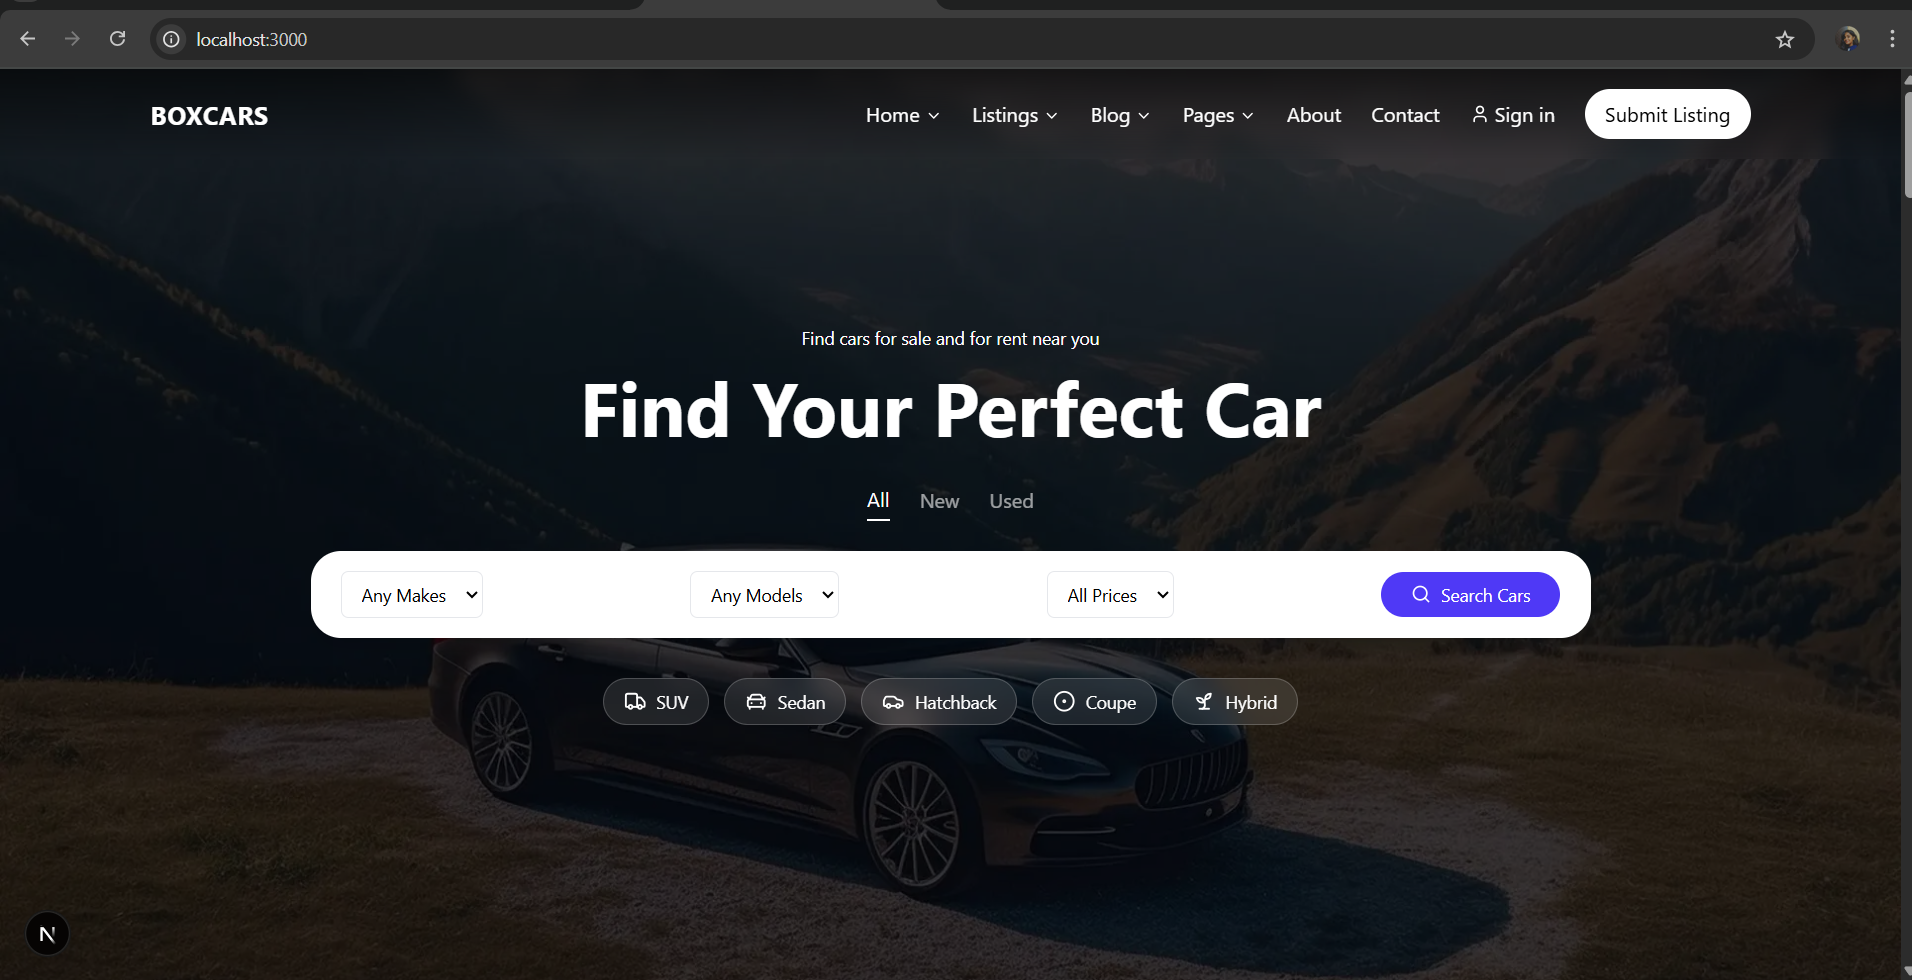 localhost:3000
BOXCARS
Home Listings Blog Pages About Contact Sign in Submit Listing
Find cars for sale and for rent near you
Find Your Perfect Car
All New Used
Any Makes Any Models All Prices Search Cars
SUV Sedan Hatchback Coupe Hybrid
N